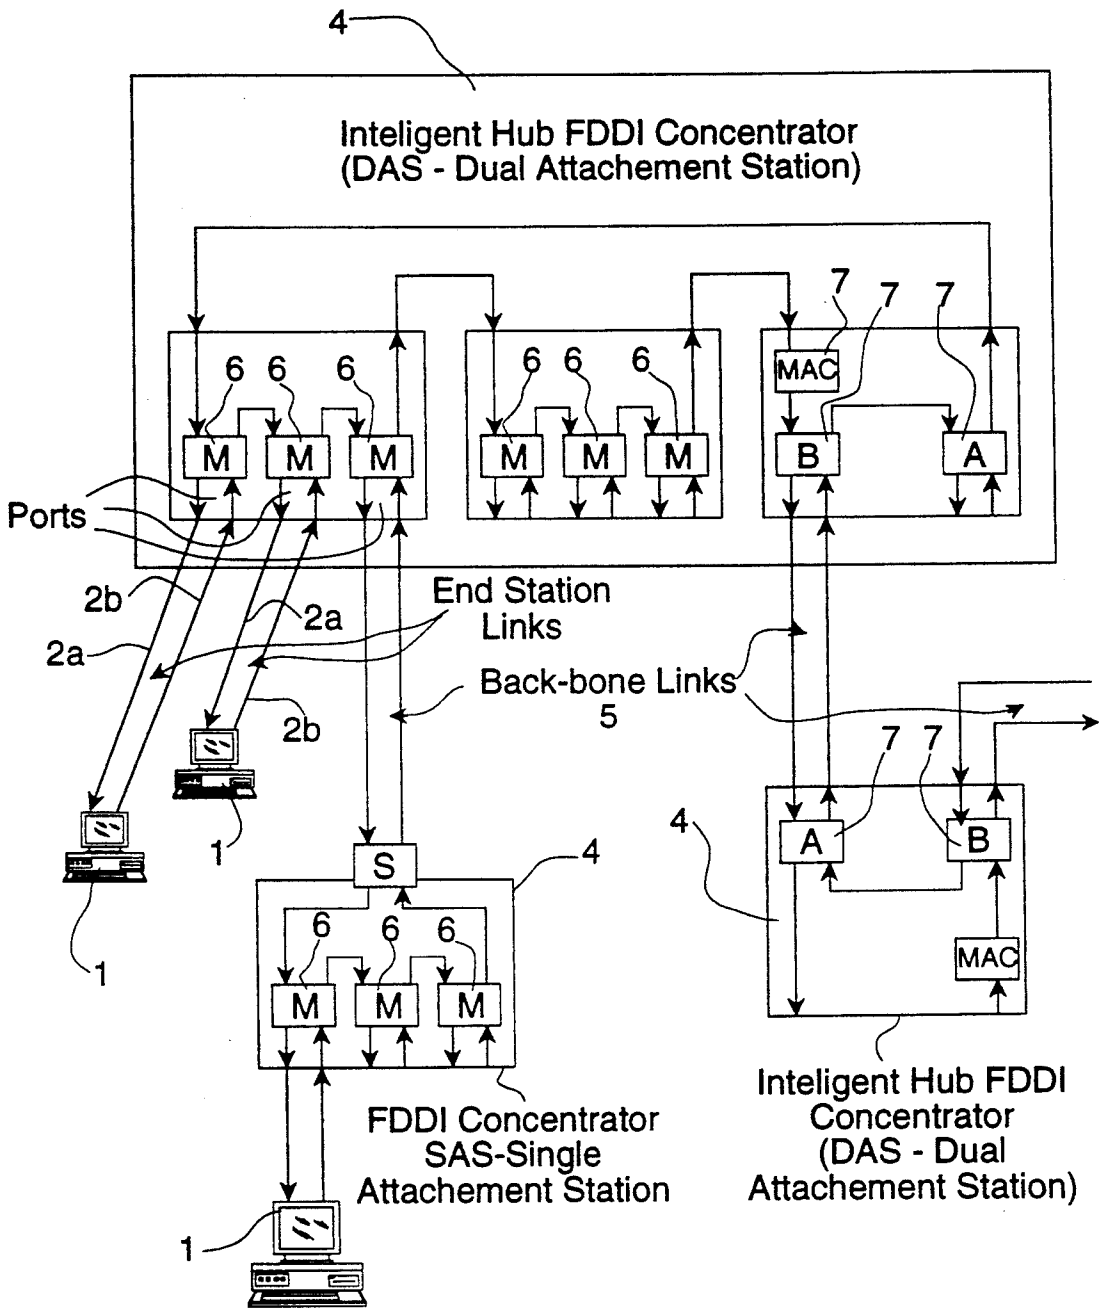 4
Inteligent Hub FDDI Concentrator
(DAS - Dual Attachement Station)
7
7
7
6
6
6
6
6
6
MAC
M
M
M
M
M
M
B
A
Ports
2b
2a
End Station
Links
2a
2b
Back-bone Links
5
7
7
1
4
A
B
S
4
1
6
6
6
MAC
M
M
M
FDDI Concentrator
SAS-Single
Attachement Station
Inteligent Hub FDDI
Concentrator
(DAS - Dual
Attachement Station)
1